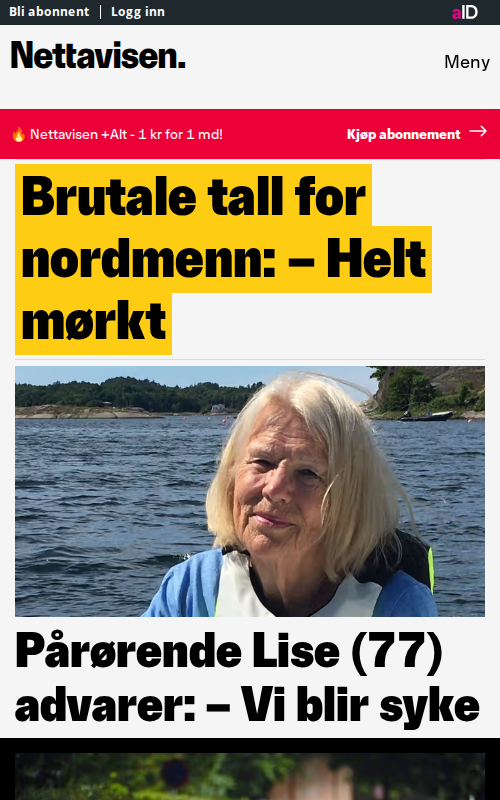 Bli abonnent
Logg inn
aID
Nettavisen.
Meny
🔥 Nettavisen +Alt - 1 kr for 1 md!
Kjøp abonnement →
Brutale tall for
nordmenn: – Helt
mørkt
Pårørende Lise (77)
advarer: – Vi blir syke